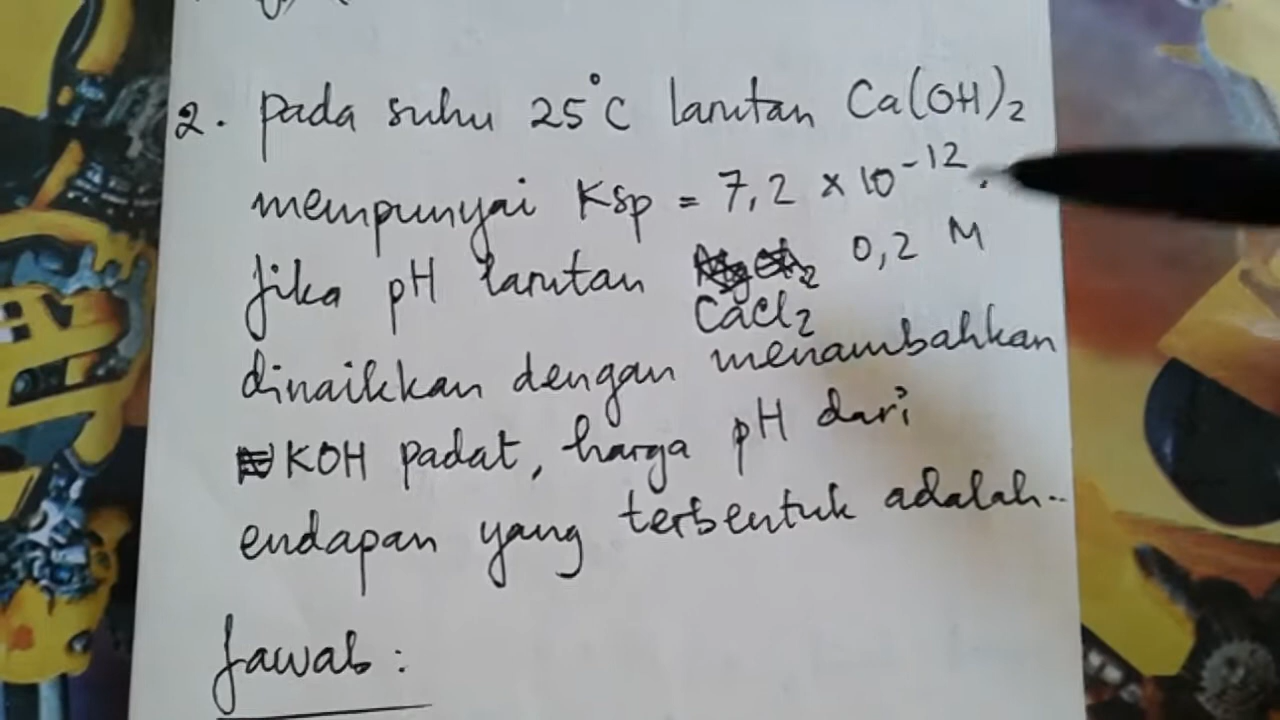 2. pada suhu 25°C larutan Ca(OH)2
mempunyai Ksp = 7,2 × 10-12.
Jika pH larutan CaCl2 0,2 M
dinaikkan dengan menambahkan
KOH padat, harga pH dari
endapan yang terbentuk adalah..
Jawab :